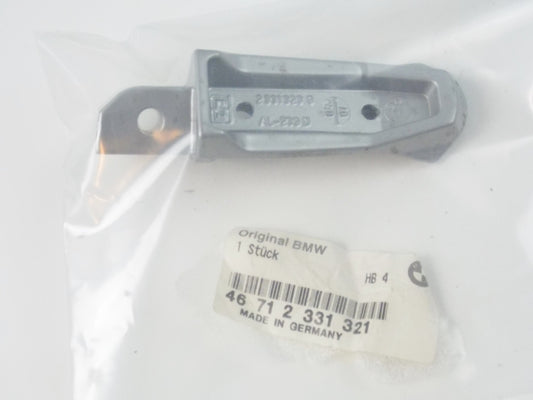 Original BMW
1 Stück
HB 4
46 71 2 331 321
MADE IN GERMANY